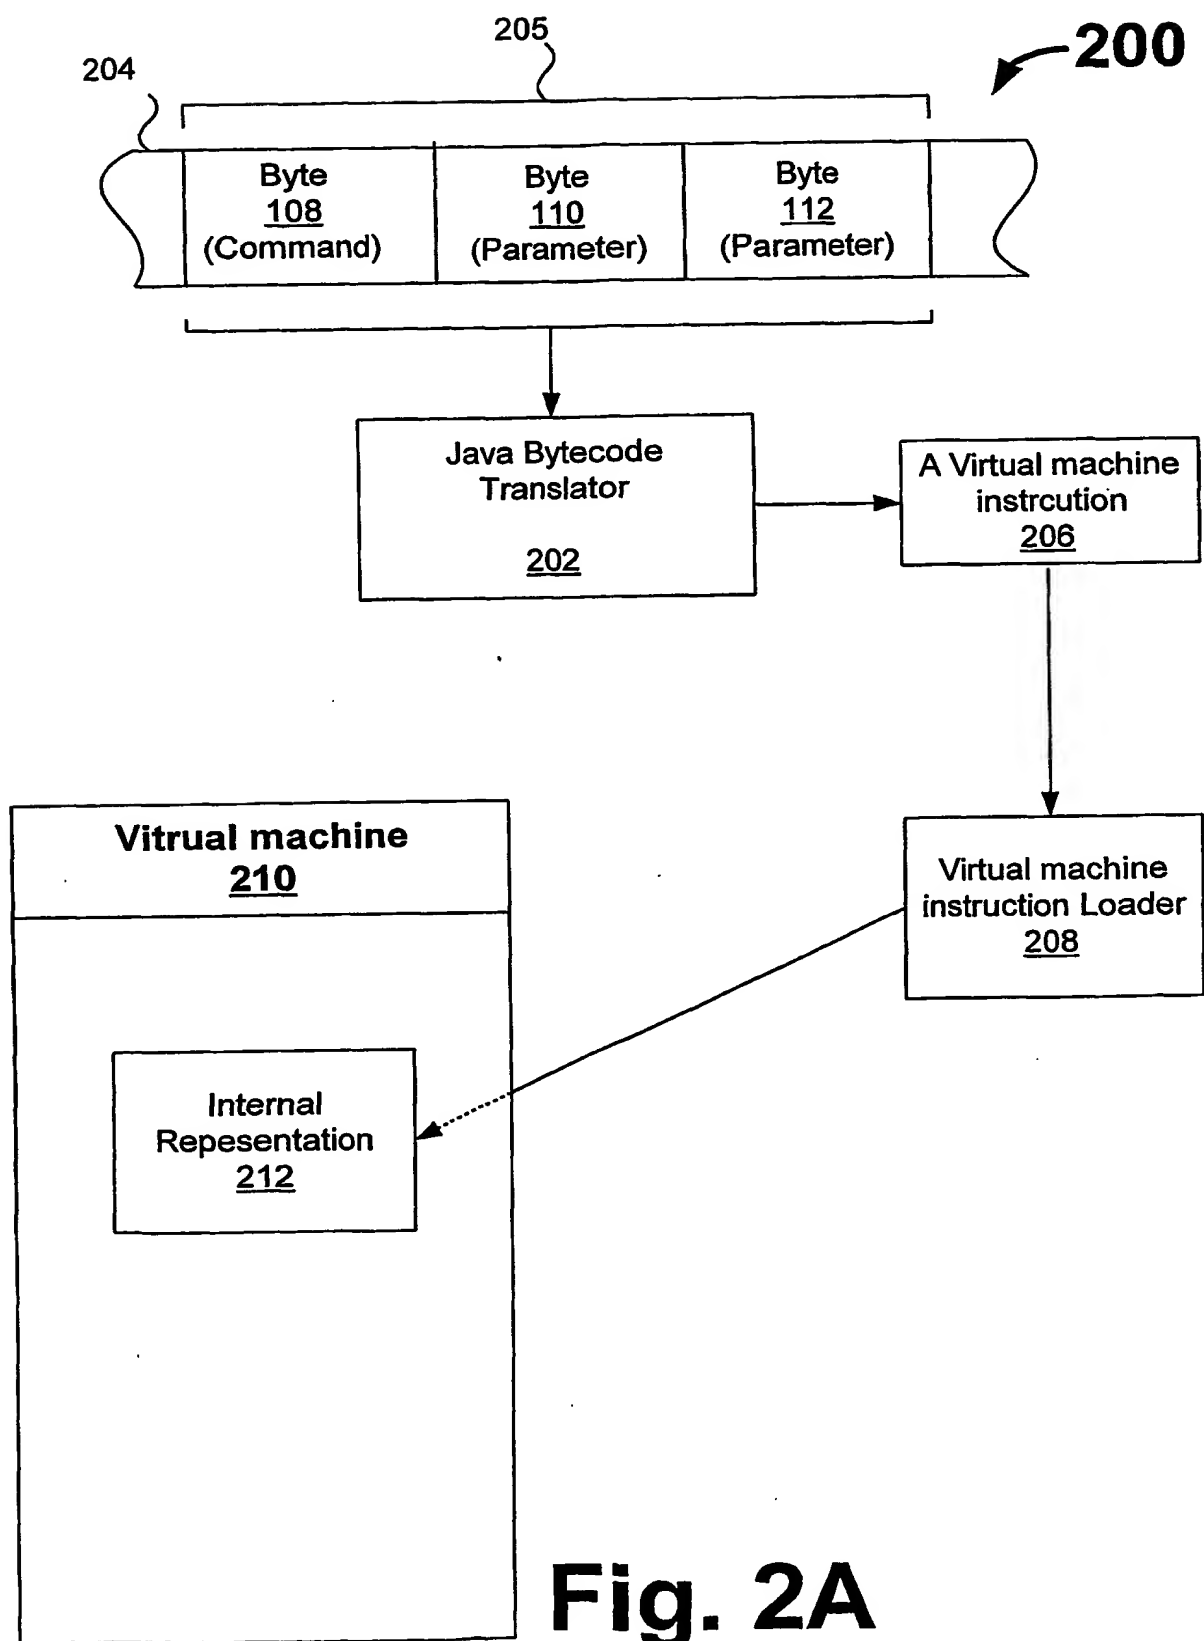 205
200
204
Byte
108
(Command)
Byte
110
(Parameter)
Byte
112
(Parameter)
Java Bytecode
Translator
202
A Virtual machine
instrcution
206
Vitrual machine
210
Virtual machine
instruction Loader
208
Internal
Repesentation
212
Fig. 2A